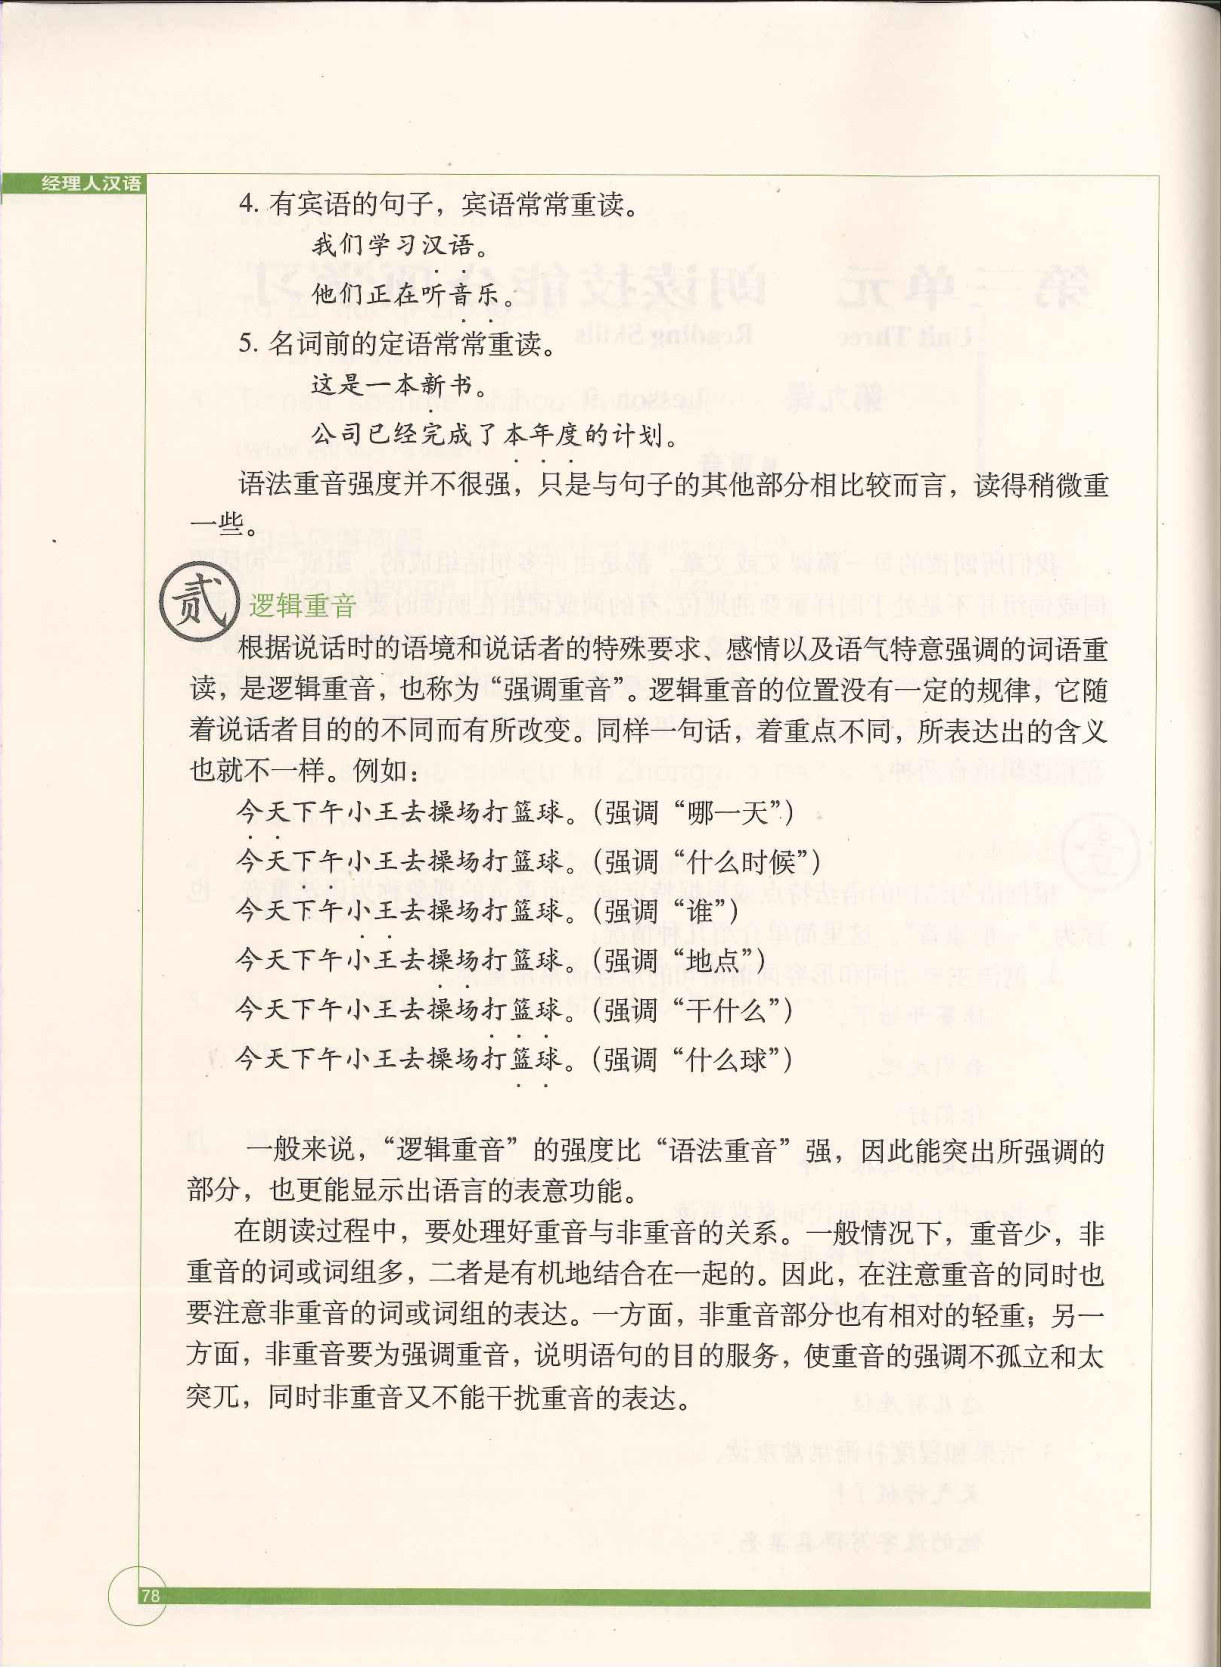 经理人汉语
4. 有宾语的句子，宾语常常重读。
我们学习汉语。
他们正在听音乐。
5. 名词前的定语常常重读。
这是一本新书。
公司已经完成了本年度的计划。
语法重音强度并不很强，只是与句子的其他部分相比较而言，读得稍微重
一些。
贰 逻辑重音
根据说话时的语境和说话者的特殊要求、感情以及语气特意强调的词语重
读，是逻辑重音，也称为“强调重音”。逻辑重音的位置没有一定的规律，它随
着说话者目的的不同而有所改变。同样一句话，着重点不同，所表达出的含义
也就不一样。例如：
今天下午小王去操场打篮球。（强调“哪一天”）
今天下午小王去操场打篮球。（强调“什么时候”）
今天下午小王去操场打篮球。（强调“谁”）
今天下午小王去操场打篮球。（强调“地点”）
今天下午小王去操场打篮球。（强调“干什么”）
今天下午小王去操场打篮球。（强调“什么球”）
一般来说，“逻辑重音”的强度比“语法重音”强，因此能突出所强调的
部分，也更能显示出语言的表意功能。
在朗读过程中，要处理好重音与非重音的关系。一般情况下，重音少，非
重音的词或词组多，二者是有机地结合在一起的。因此，在注意重音的同时也
要注意非重音的词或词组的表达。一方面，非重音部分也有相对的轻重；另一
方面，非重音要为强调重音，说明语句的目的服务，使重音的强调不孤立和太
突兀，同时非重音又不能干扰重音的表达。
78